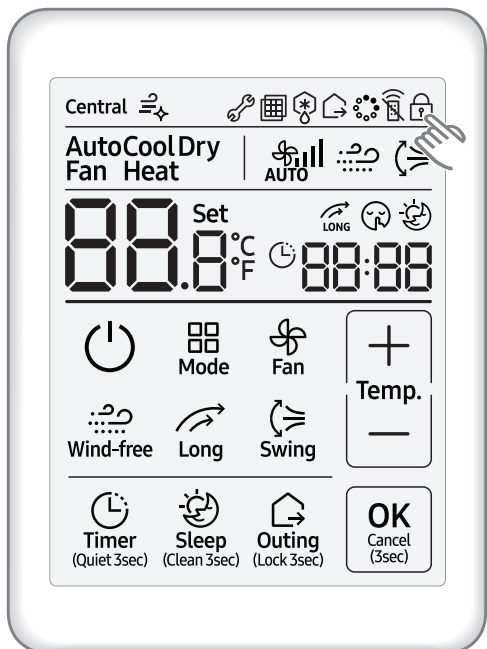 Central
AutoCoolDry
Fan Heat
AUTO
88.8
Set
°C
°F
LONG
88:88
Mode
Fan
Temp.
Wind-free
Long
Swing
Timer
(Quiet 3sec)
Sleep
(Clean 3sec)
Outing
(Lock 3sec)
OK
Cancel
(3sec)